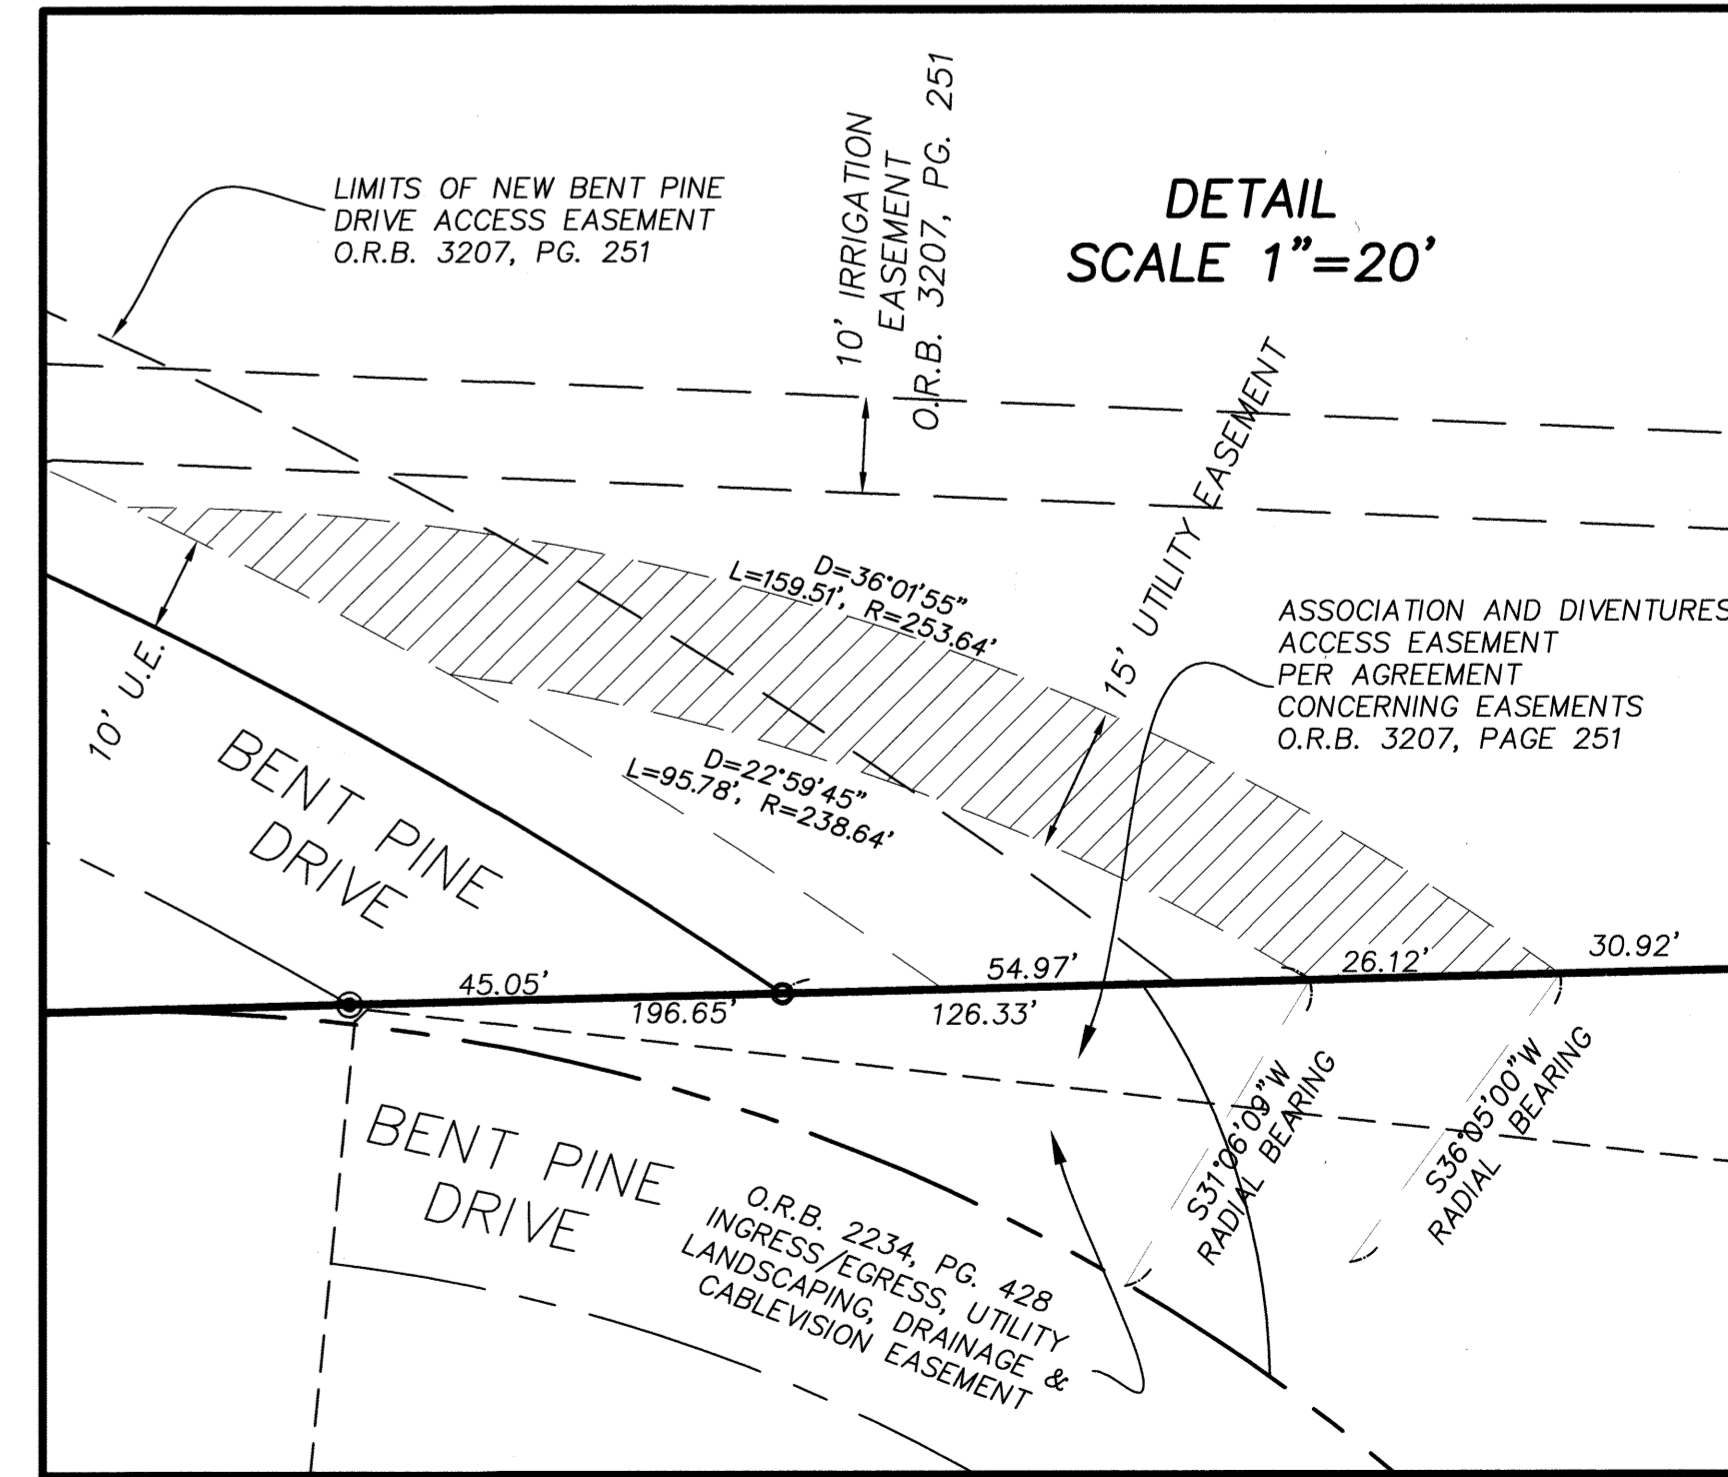 LIMITS OF NEW BENT PINE
DRIVE ACCESS EASEMENT
O.R.B. 3207, PG. 251
10' IRRIGATION
EASEMENT
O.R.B. 3207, PG. 251
DETAIL
SCALE 1"=20'
15' UTILITY EASEMENT
D=36°01'55"
L=159.51', R=253.64'
ASSOCIATION AND DIVENTURES
ACCESS EASEMENT
PER AGREEMENT
CONCERNING EASEMENTS
O.R.B. 3207, PAGE 251
10' U.E.
BENT PINE
DRIVE
D=22°59'45"
L=95.78', R=238.64'
45.05'
196.65'
54.97'
126.33'
26.12'
30.92'
BENT PINE
DRIVE
O.R.B. 2234, PG. 428
INGRESS/EGRESS, UTILITY
LANDSCAPING, DRAINAGE &
CABLEVISION EASEMENT
S31°06'09"W
RADIAL BEARING
S36°05'00"W
RADIAL BEARING